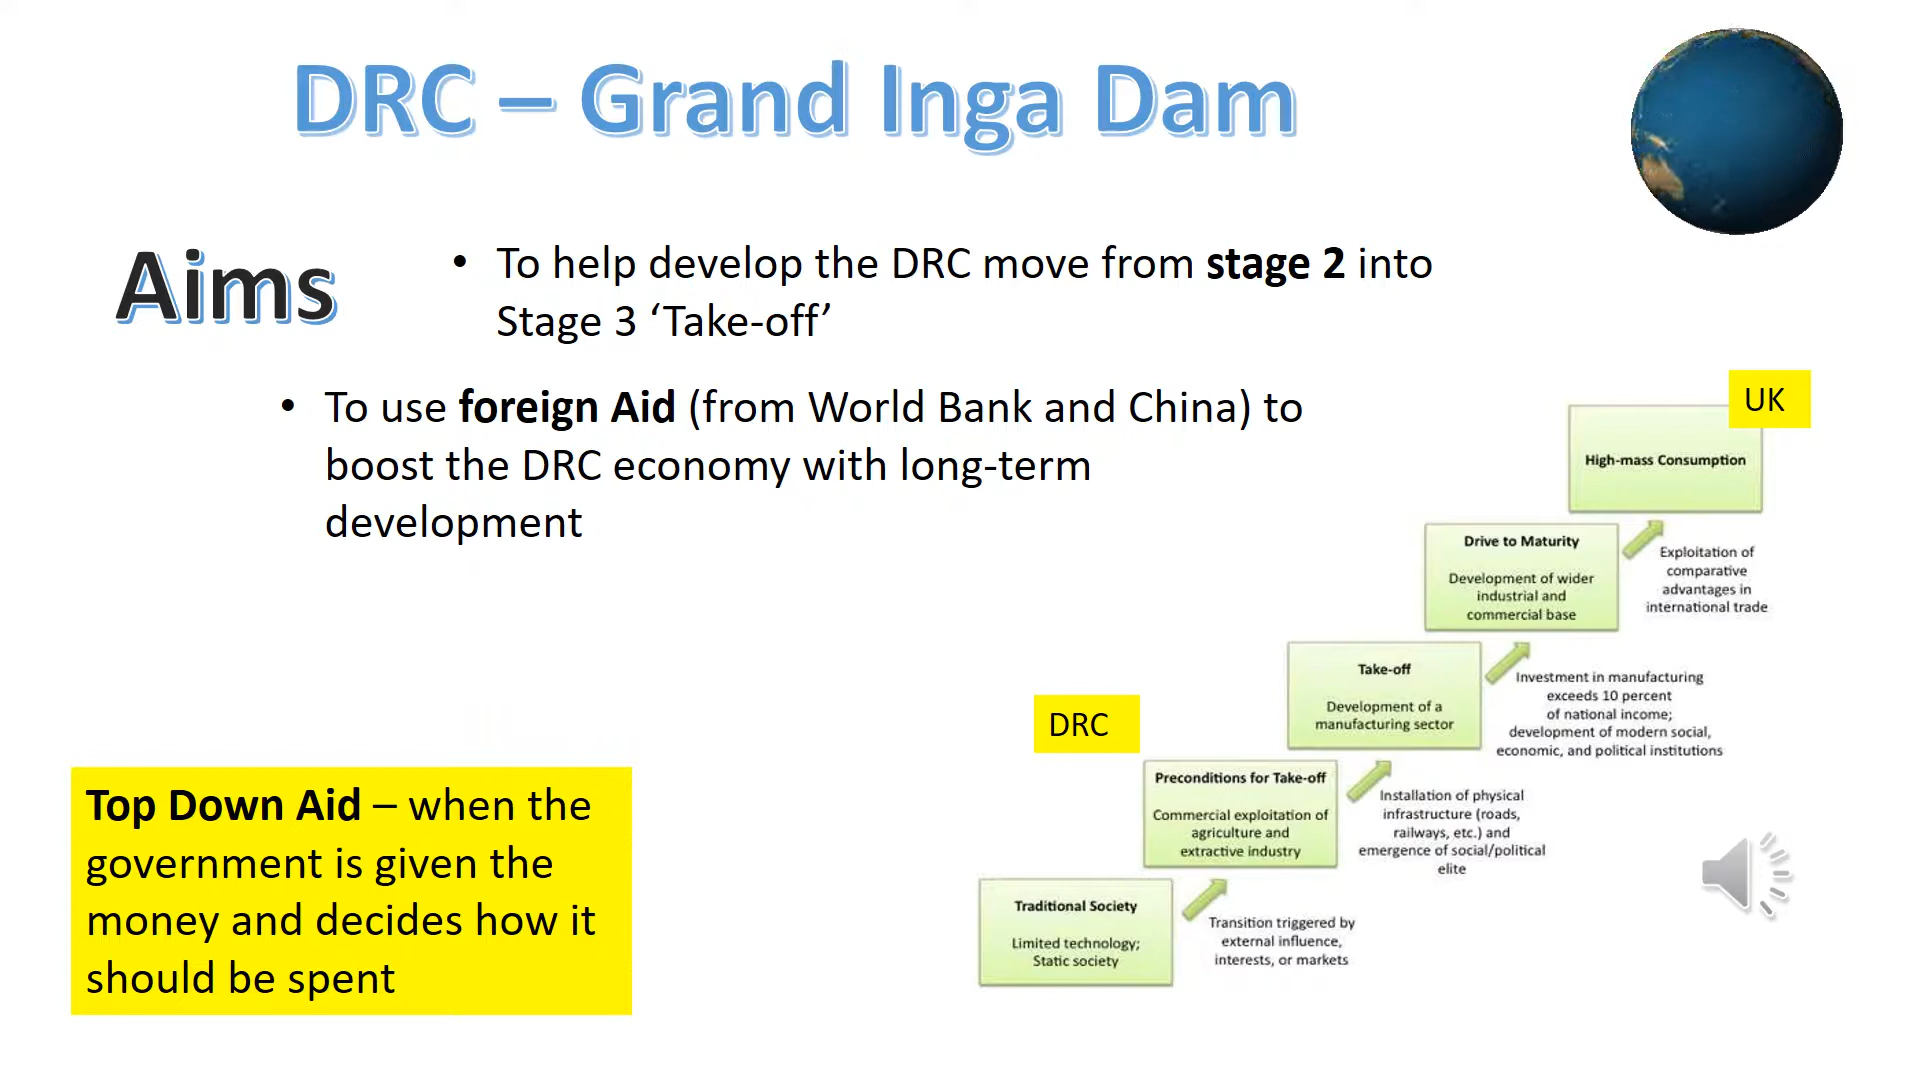 DRC – Grand Inga Dam
Aims
• To help develop the DRC move from stage 2 into
Stage 3 ‘Take-off’
• To use foreign Aid (from World Bank and China) to
boost the DRC economy with long-term
development
Top Down Aid – when the
government is given the
money and decides how it
should be spent
UK
High-mass Consumption
Drive to Maturity
Development of wider
industrial and
commercial base
Exploitation of
comparative
advantages in
international trade
Take-off
Development of a
manufacturing sector
Investment in manufacturing
exceeds 10 percent
of national income;
development of modern social,
economic, and political institutions
DRC
Preconditions for Take-off
Commercial exploitation of
agriculture and
extractive industry
Installation of physical
infrastructure (roads,
railways, etc.) and
emergence of social/political
elite
Traditional Society
Limited technology;
Static society
Transition triggered by
external influence,
interests, or markets